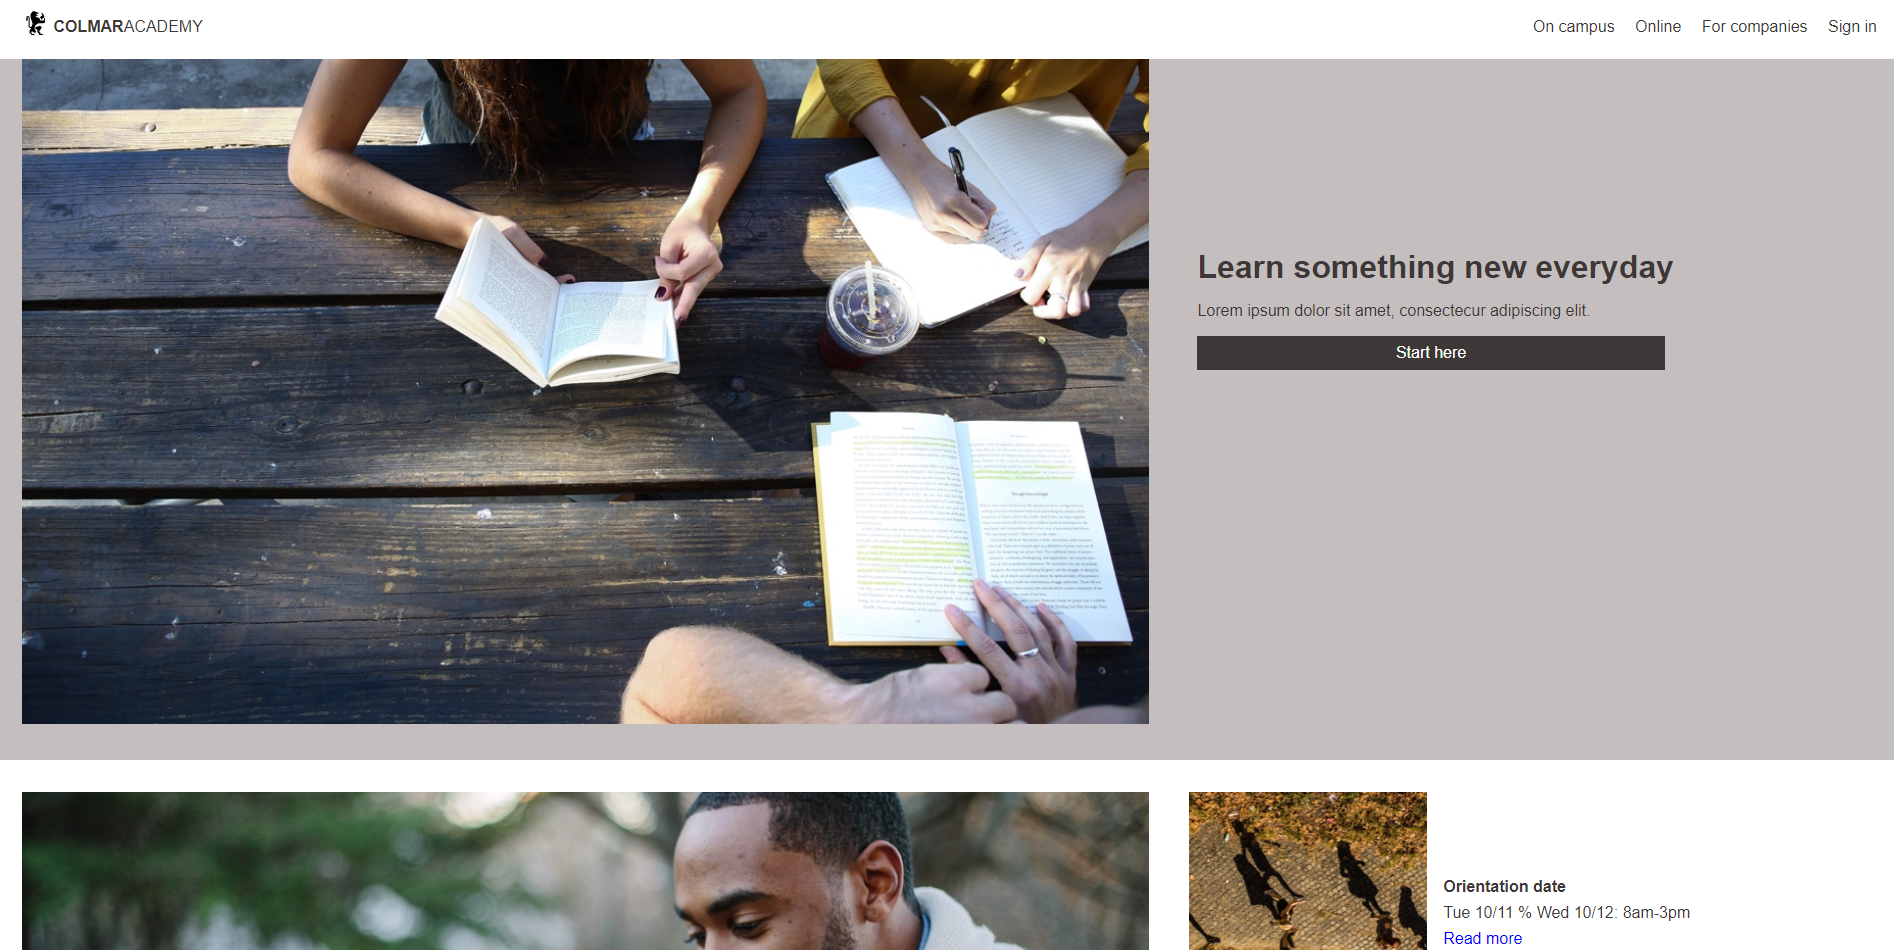 COLMARACADEMY
On campus
Online
For companies
Sign in
Learn something new everyday
Lorem ipsum dolor sit amet, consectecur adipiscing elit.
Start here
Orientation date
Tue 10/11 % Wed 10/12: 8am-3pm
Read more